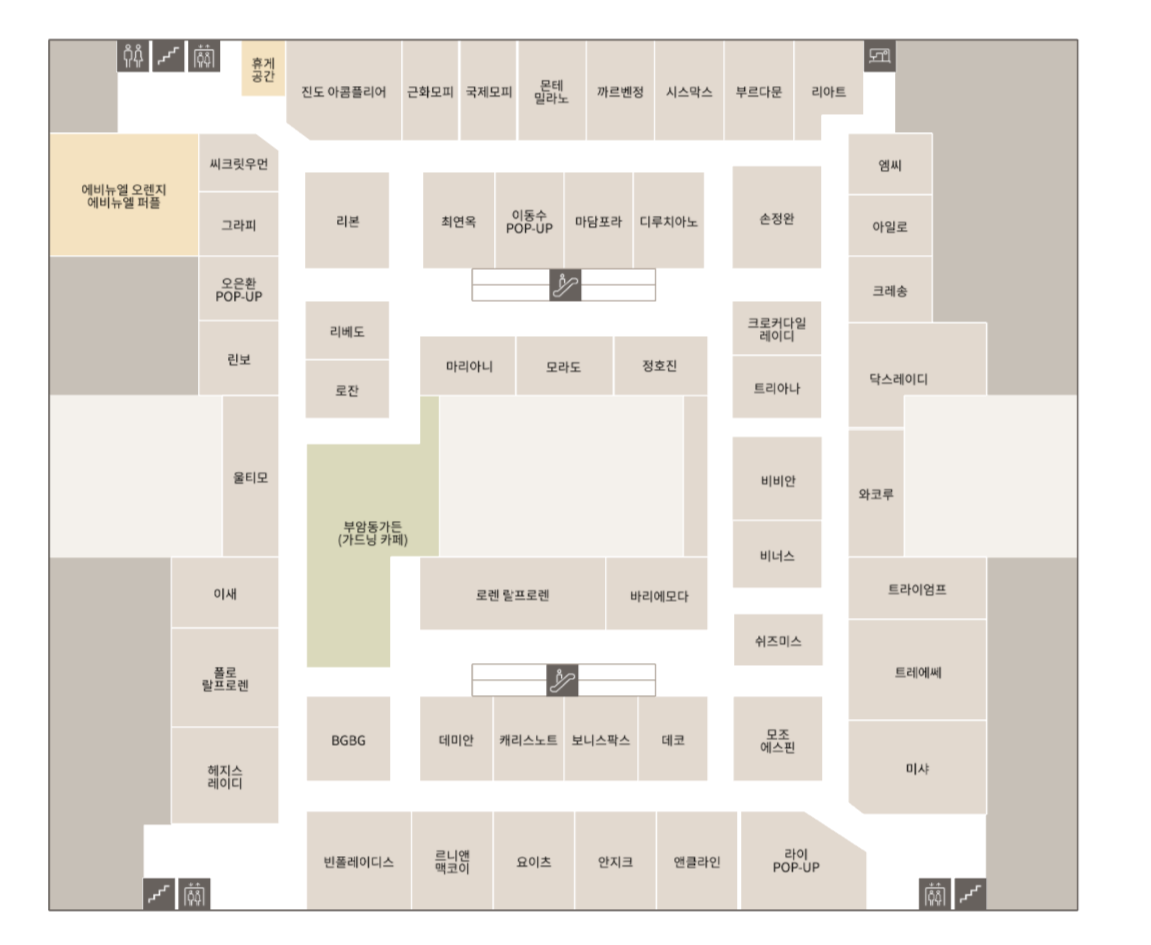 휴게
공간
진도 아콤플리어
근화모피
국제모피
몬테
밀라노
까르벤정
시스막스
부르다문
리아트
에비뉴엘 오렌지
에비뉴엘 퍼플
씨크릿우먼
그라피
리본
최연옥
이동수
POP-UP
마담포라
디루치아노
손정완
엠씨
아일로
오은환
POP-UP
린보
리베도
로잔
마리아니
모라도
정호진
크로커다일
레이디
트리아나
크레송
닥스레이디
울티모
부암동가든
(가드닝 카페)
비비안
비너스
와코루
이새
폴로
랄프로렌
헤지스
레이디
로렌 랄프로렌
바리에모다
쉬즈미스
트라이엄프
트레에쎄
미샤
BGBG
데미안
캐리스노트
보니스팍스
데코
모조
에스핀
빈폴레이디스
르니앤
맥코이
요이츠
안지크
앤클라인
라이
POP-UP